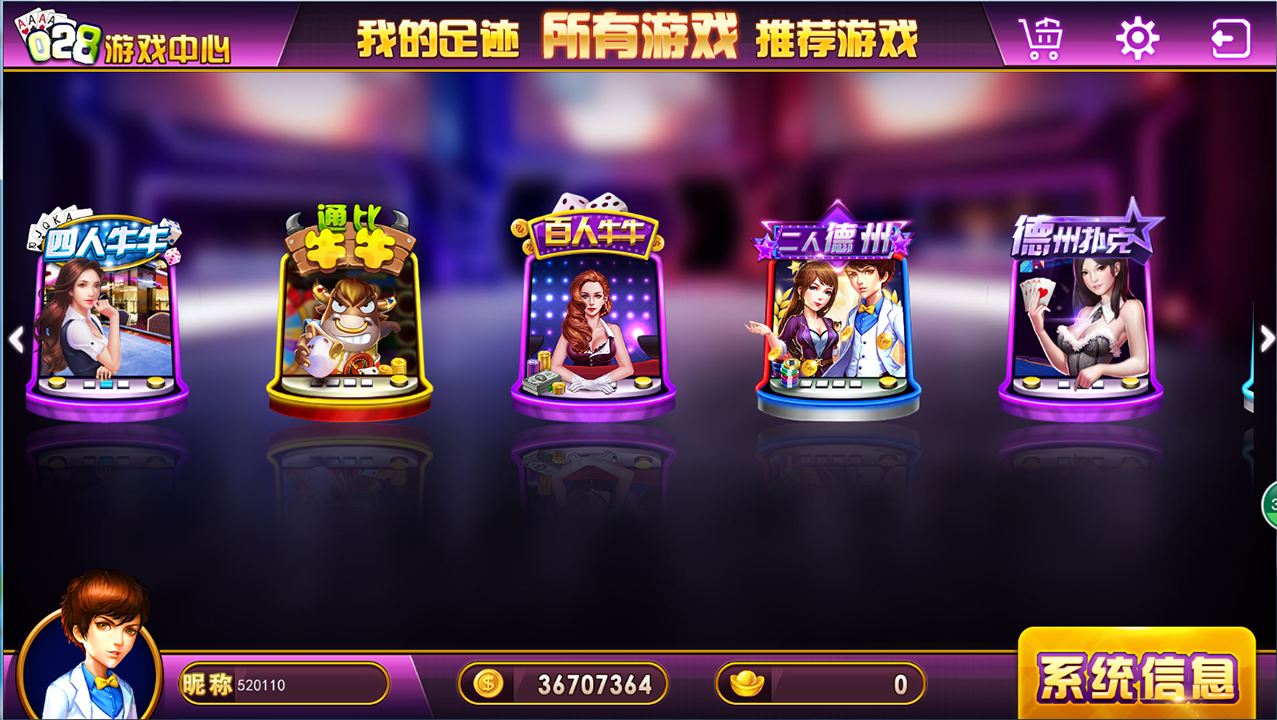 028游戏中心
我的足迹 所有游戏 推荐游戏
四人牛牛
通比
牛牛
百人牛牛
二人德州
德州扑克
昵称 520110
36707364
0
系统信息